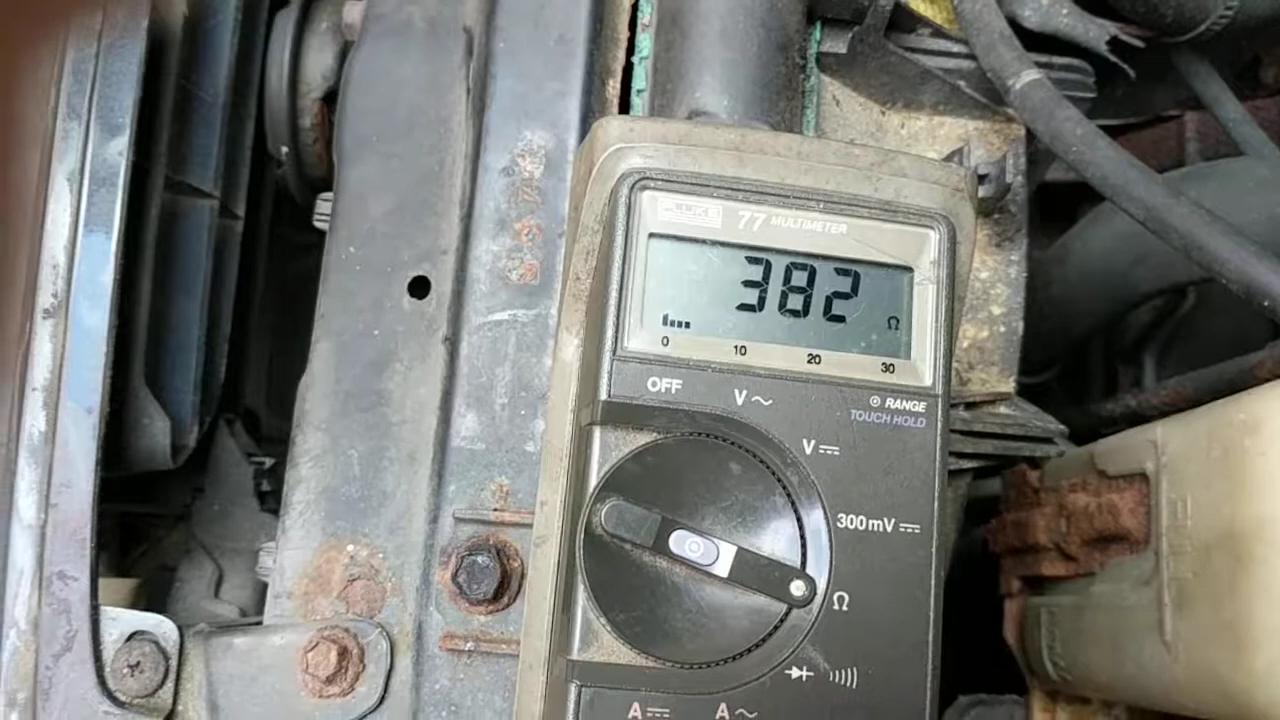 FLUKE 77 MULTIMETER
382 Ω
0 10 20 30
OFF V~
RANGE
TOUCH HOLD
V⎓
300mV⎓
Ω
A⎓ A~